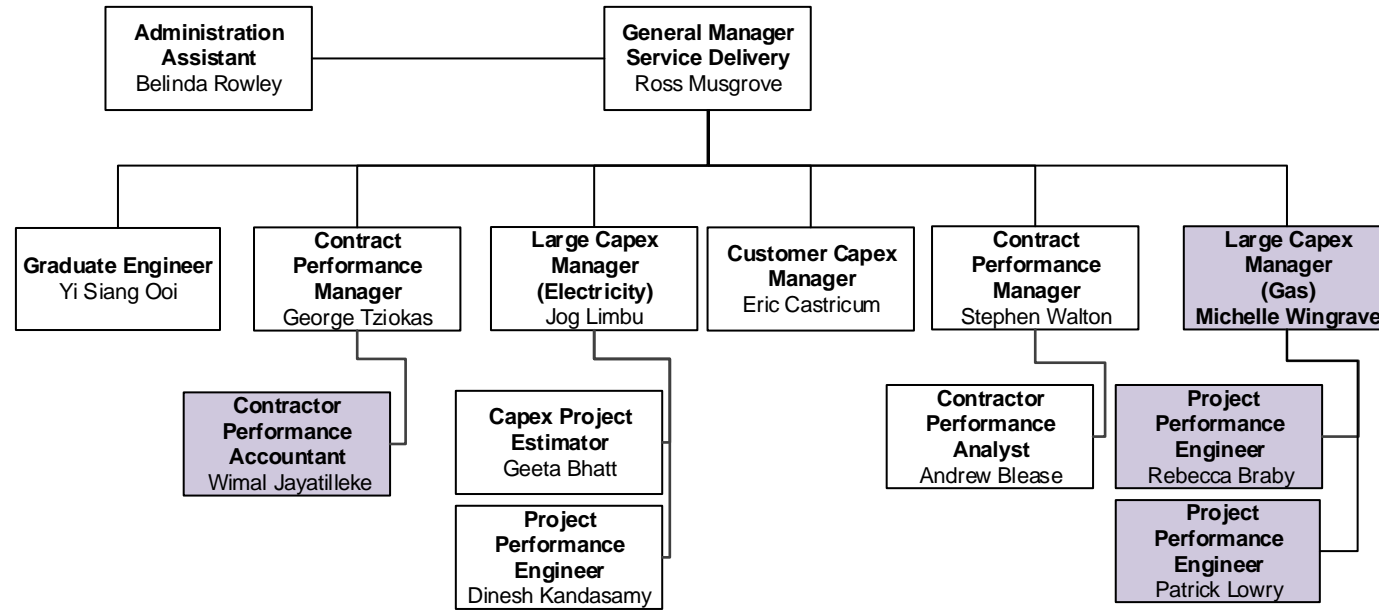 Administration
Assistant
Belinda Rowley
General Manager
Service Delivery
Ross Musgrove
Graduate Engineer
Yi Siang Ooi
Contract
Performance
Manager
George Tziokas
Large Capex
Manager
(Electricity)
Jog Limbu
Customer Capex
Manager
Eric Castricum
Contract
Performance
Manager
Stephen Walton
Large Capex
Manager
(Gas)
Michelle Wingrave
Contractor
Performance
Accountant
Wimal Jayatilleke
Capex Project
Estimator
Geeta Bhatt
Project
Performance
Engineer
Dinesh Kandasamy
Contractor
Performance
Analyst
Andrew Blease
Project
Performance
Engineer
Rebecca Braby
Project
Performance
Engineer
Patrick Lowry